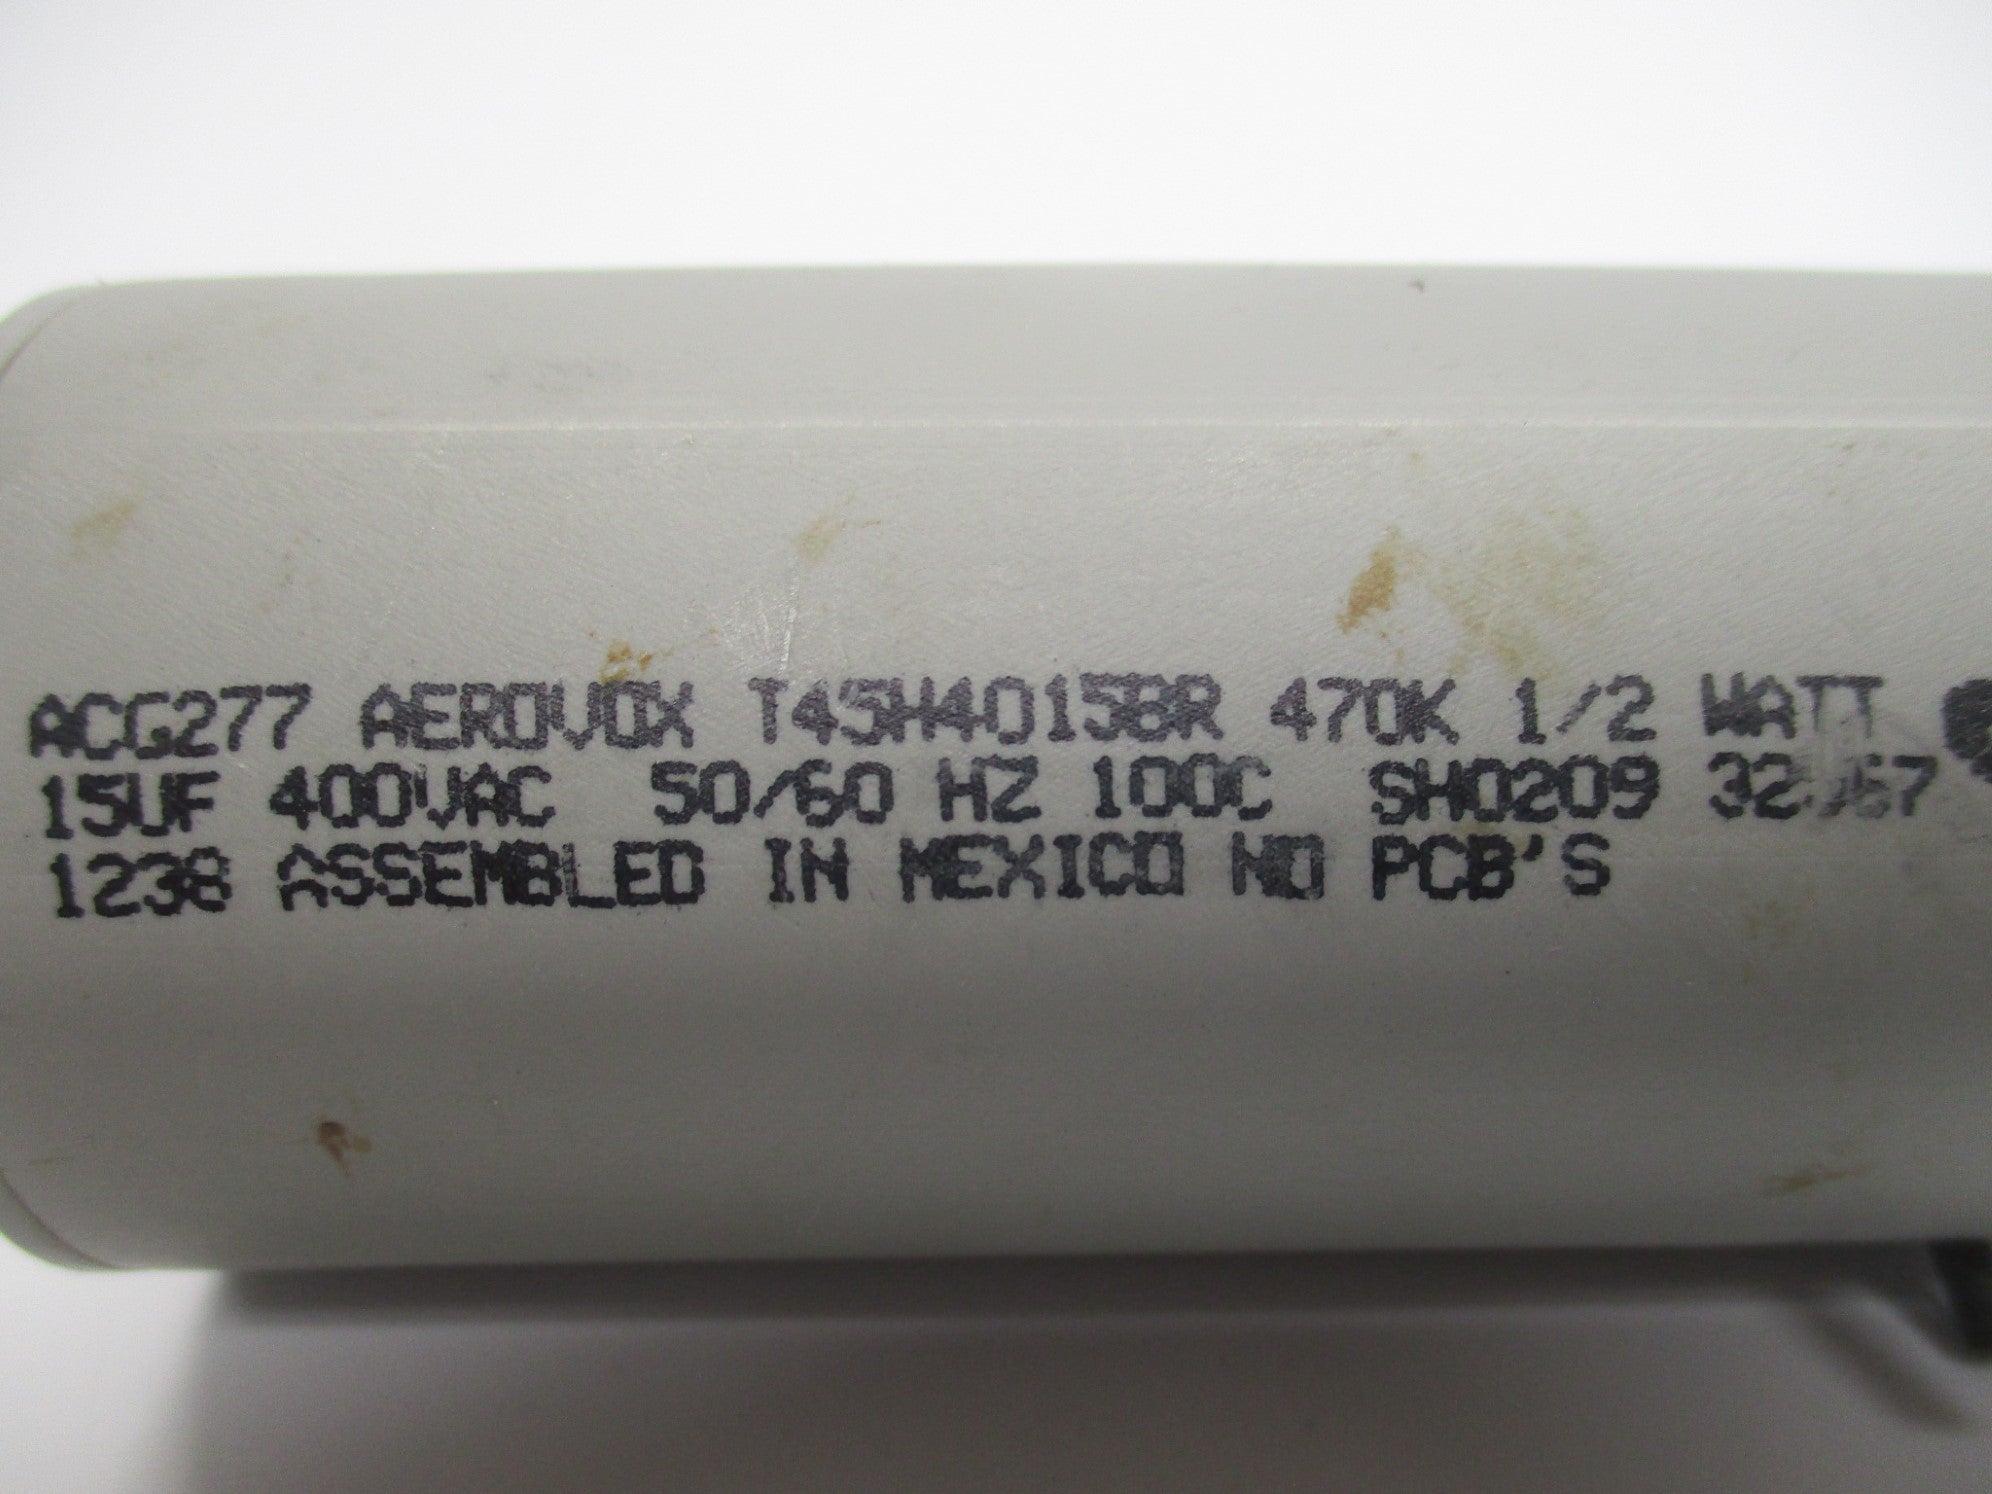 ACG277 AEROVOX T45H4015BR 470K 1/2 WATT
15UF 400VAC 50/60 HZ 100C SH0209
1238 ASSEMBLED IN MEXICO NO PCB'S